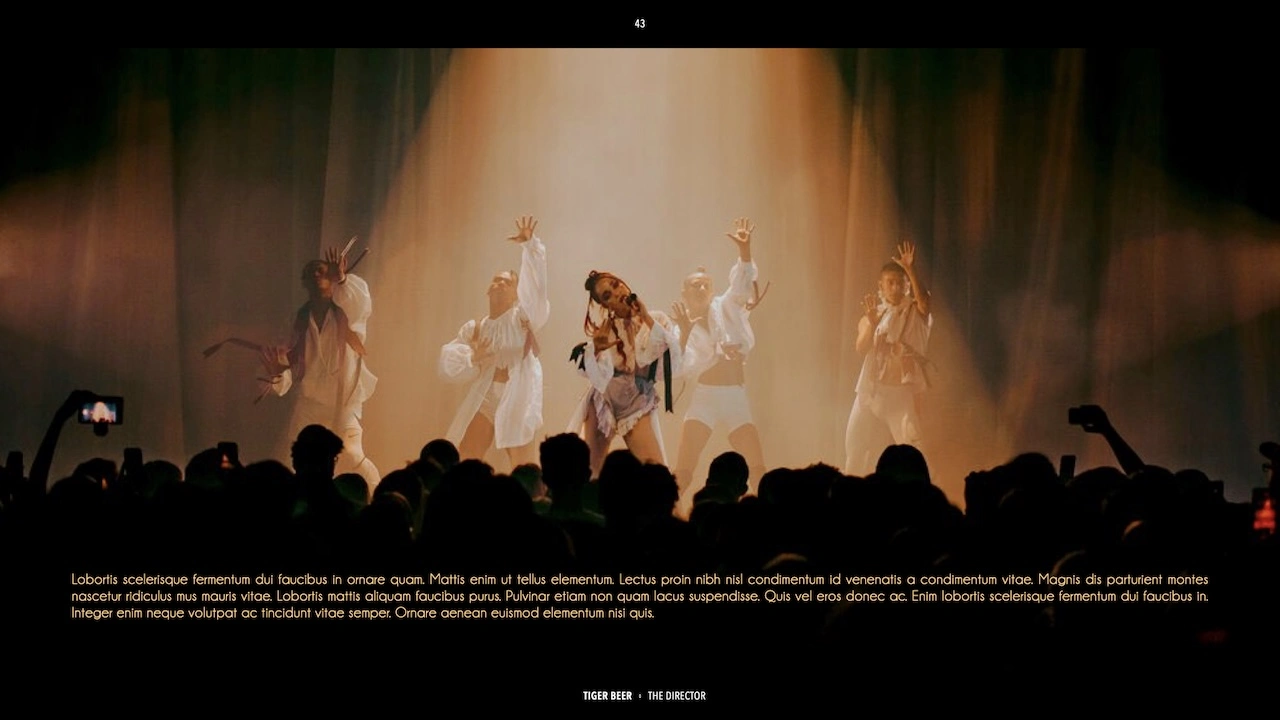 43
Lobortis scelerisque fermentum dui faucibus in ornare quam. Mattis enim ut tellus elementum. Lectus proin nibh nisl condimentum id venenatis a condimentum vitae. Magnis dis parturient montes
nascetur ridiculus mus mauris vitae. Lobortis mattis aliquam faucibus purus. Pulvinar etiam non quam lacus suspendisse. Quis vel eros donec ac. Enim lobortis scelerisque fermentum dui faucibus in.
Integer enim neque volutpat ac tincidunt vitae semper. Ornare aenean euismod elementum nisi quis.
TIGER BEER • THE DIRECTOR